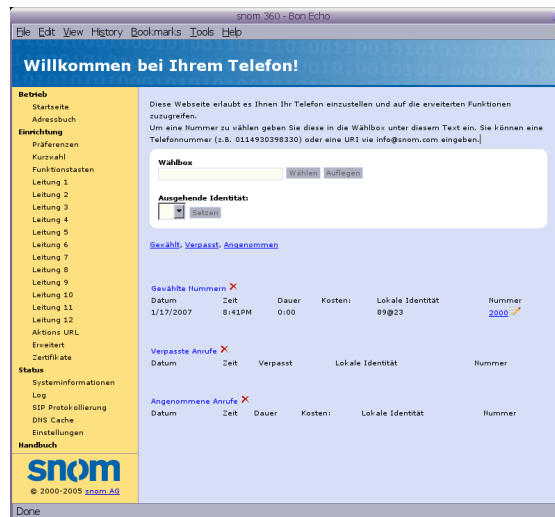 snom 360 - Bon Echo
File Edit View History Bookmarks Tools Help
Willkommen bei Ihrem Telefon!
Betrieb
Startseite
Adressbuch
Einrichtung
Präferenzen
Kurzwahl
Funktionstasten
Leitung 1
Leitung 2
Leitung 3
Leitung 4
Leitung 5
Leitung 6
Leitung 7
Leitung 8
Leitung 9
Leitung 10
Leitung 11
Leitung 12
Aktions URL
Erweitert
Zertifikate
Status
Systeminformationen
Log
SIP Protokollierung
DNS Cache
Einstellungen
Handbuch
snom
© 2000-2005 snom AG
Diese Webseite erlaubt es Ihnen Ihr Telefon einzustellen und auf die erweiterten Funktionen
zuzugreifen.
Um eine Nummer zu wählen geben Sie diese in die Wählbox unter diesem Text ein. Sie können eine
Telefonnummer (z.B. 0114930398330) oder eine URI wie info@snom.com eingeben.
Wählbox
Wählen Auflegen
Ausgehende Identität:
Setzen
Gewählt, Verpasst, Angenommen
Gewählte Nummern
Datum Zeit Dauer Kosten: Lokale Identität Nummer
1/17/2007 8:41PM 0:00 89@23 2000
Verpasste Anrufe
Datum Zeit Verpasst Lokale Identität Nummer
Angenommene Anrufe
Datum Zeit Dauer Kosten: Lokale Identität Nummer
Done